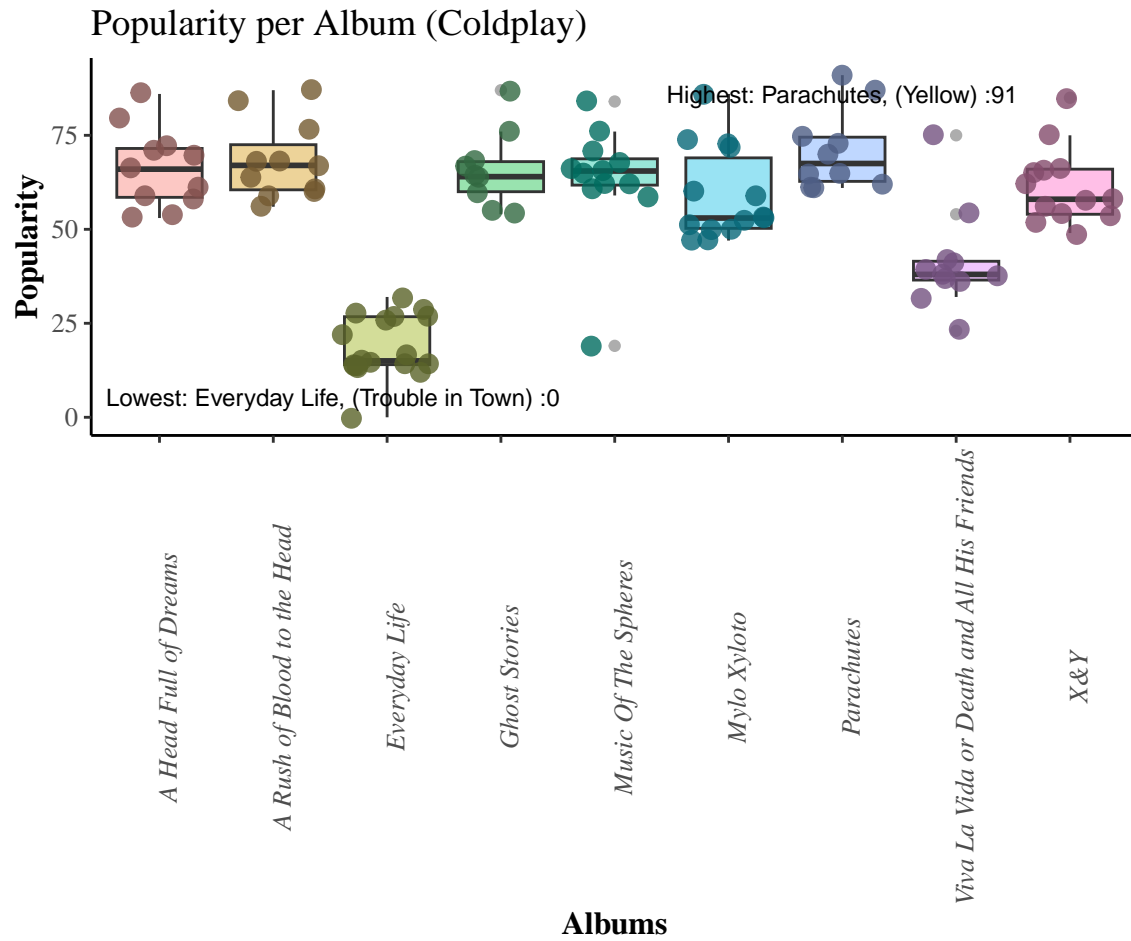 Popularity per Album (Coldplay)
Popularity
75
50
25
0
Highest: Parachutes, (Yellow) :91
Lowest: Everyday Life, (Trouble in Town) :0
A Head Full of Dreams
A Rush of Blood to the Head
Everyday Life
Ghost Stories
Music Of The Spheres
Mylo Xyloto
Parachutes
Viva La Vida or Death and All His Friends
X&Y
Albums